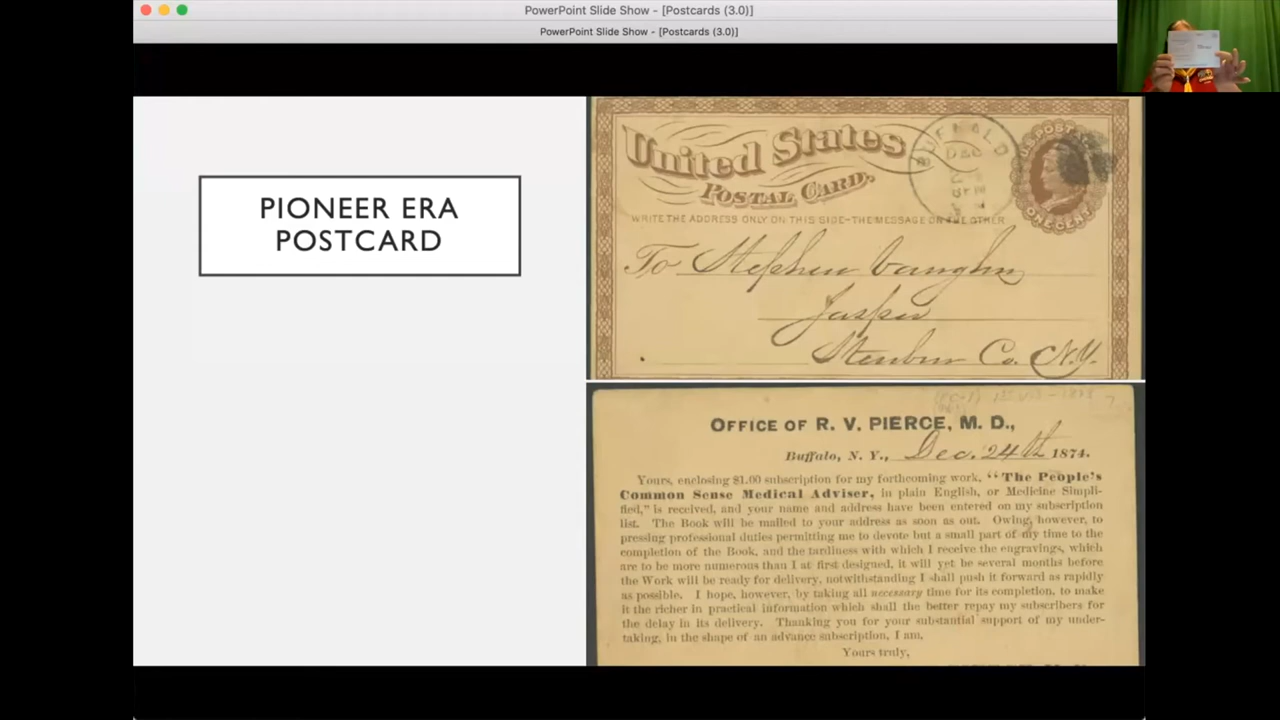 PowerPoint Slide Show - [Postcards (3.0)]
PowerPoint Slide Show - [Postcards (3.0)]
PIONEER ERA
POSTCARD
United States
POSTAL CARD.
WRITE THE ADDRESS ONLY ON THIS SIDE–THE MESSAGE ON THE OTHER
BUFFALO
DEC
U.S. POSTAGE
ONE CENT
To Stephen Vaughn
Jasper
Steuben Co. N.Y.
OFFICE OF R. V. PIERCE, M. D.,
Buffalo, N. Y., Dec. 24th 1874.
Yours, enclosing $1.00 subscription for my forthcoming work, “The People's
Common Sense Medical Adviser, in plain English, or Medicine Simpli-
fied,” is received, and your name and address have been entered on my subscription
list. The Book will be mailed to your address as soon as out. Owing, however, to
pressing professional duties permitting me to devote but a small part of my time to the
completion of the Book, and the tardiness with which I receive the engravings, which
are to be more numerous than I at first designed, it will yet be several months before
the Work will be ready for delivery, notwithstanding I shall push it forward as rapidly
as possible. I hope, however, by taking all necessary time for its completion, to make
it the richer in practical information which shall the better repay my subscribers for
the delay in its delivery. Thanking you for your substantial support of my under-
taking, in the shape of an advance subscription, I am,
Yours truly,